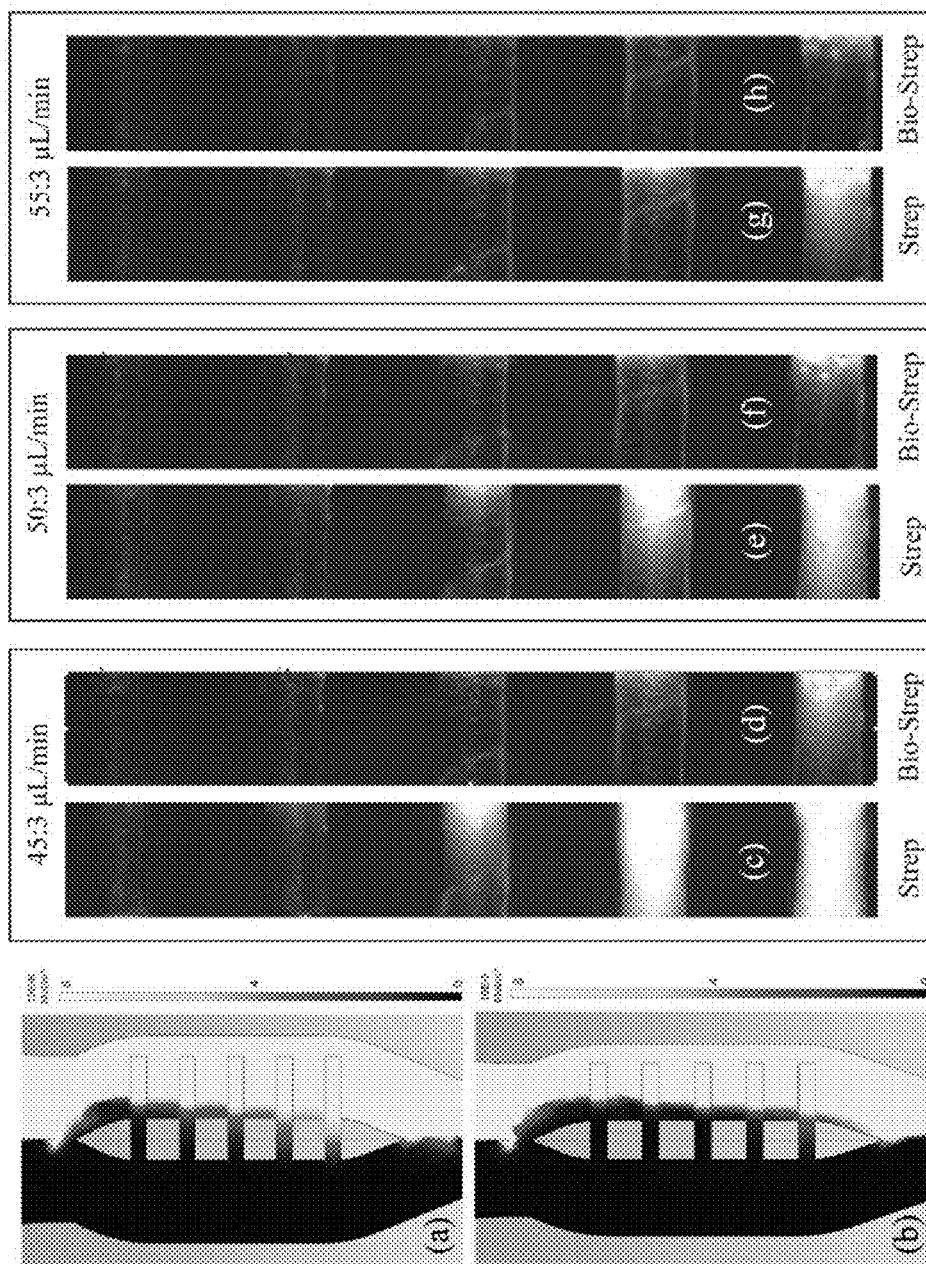 (a)
(b)
45:3 µL/min
(c)
(d)
Strep
Bio-Strep
50:3 µL/min
(e)
(f)
Strep
Bio-Strep
55:3 µL/min
(g)
(h)
Strep
Bio-Strep